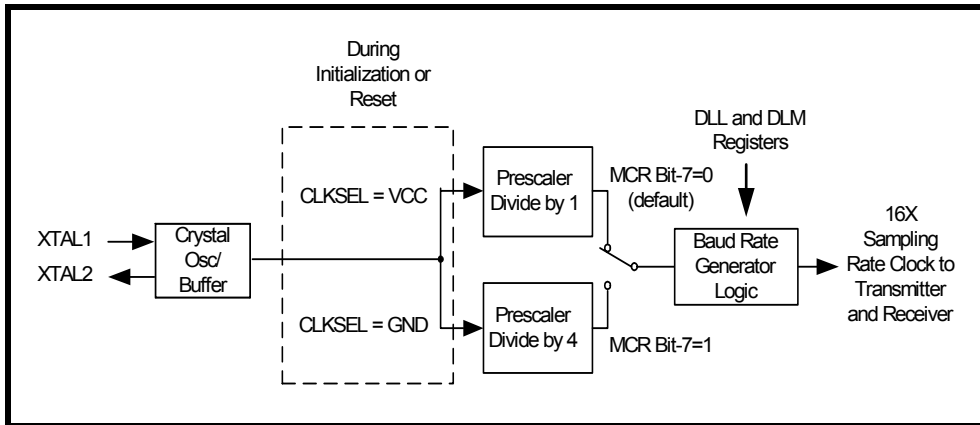 During
Initialization or
Reset
CLKSEL = VCC
CLKSEL = GND
XTAL1
XTAL2
Crystal
Osc/
Buffer
Prescaler
Divide by 1
Prescaler
Divide by 4
MCR Bit-7=0
(default)
MCR Bit-7=1
DLL and DLM
Registers
Baud Rate
Generator
Logic
16X
Sampling
Rate Clock to
Transmitter
and Receiver